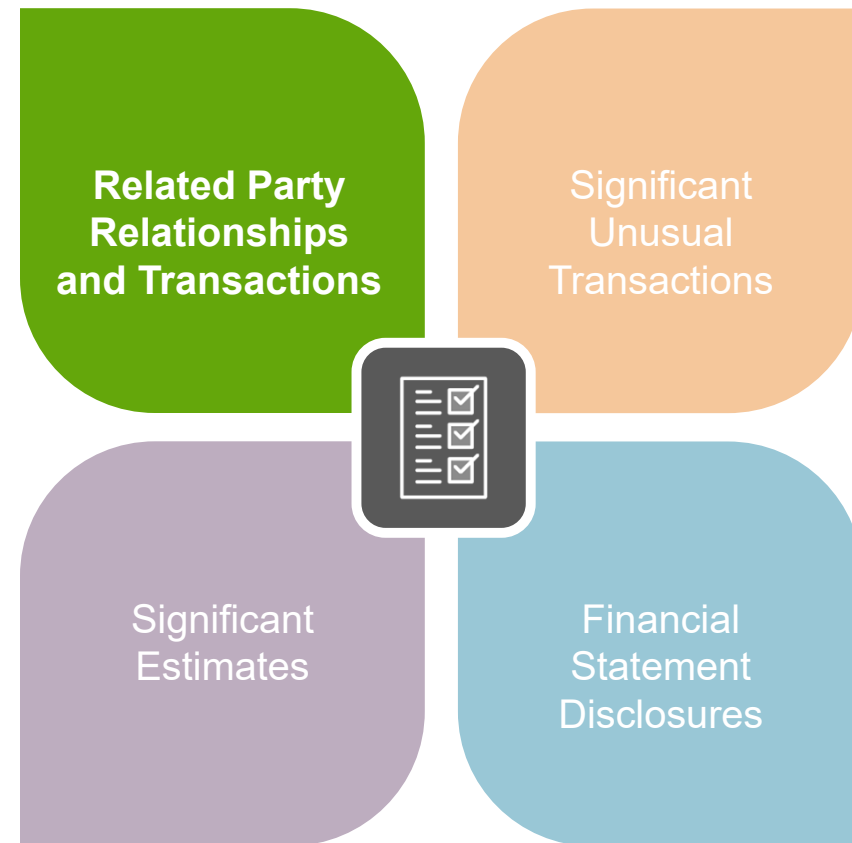 Related Party
Relationships
and Transactions
Significant
Unusual
Transactions
Significant
Estimates
Financial
Statement
Disclosures